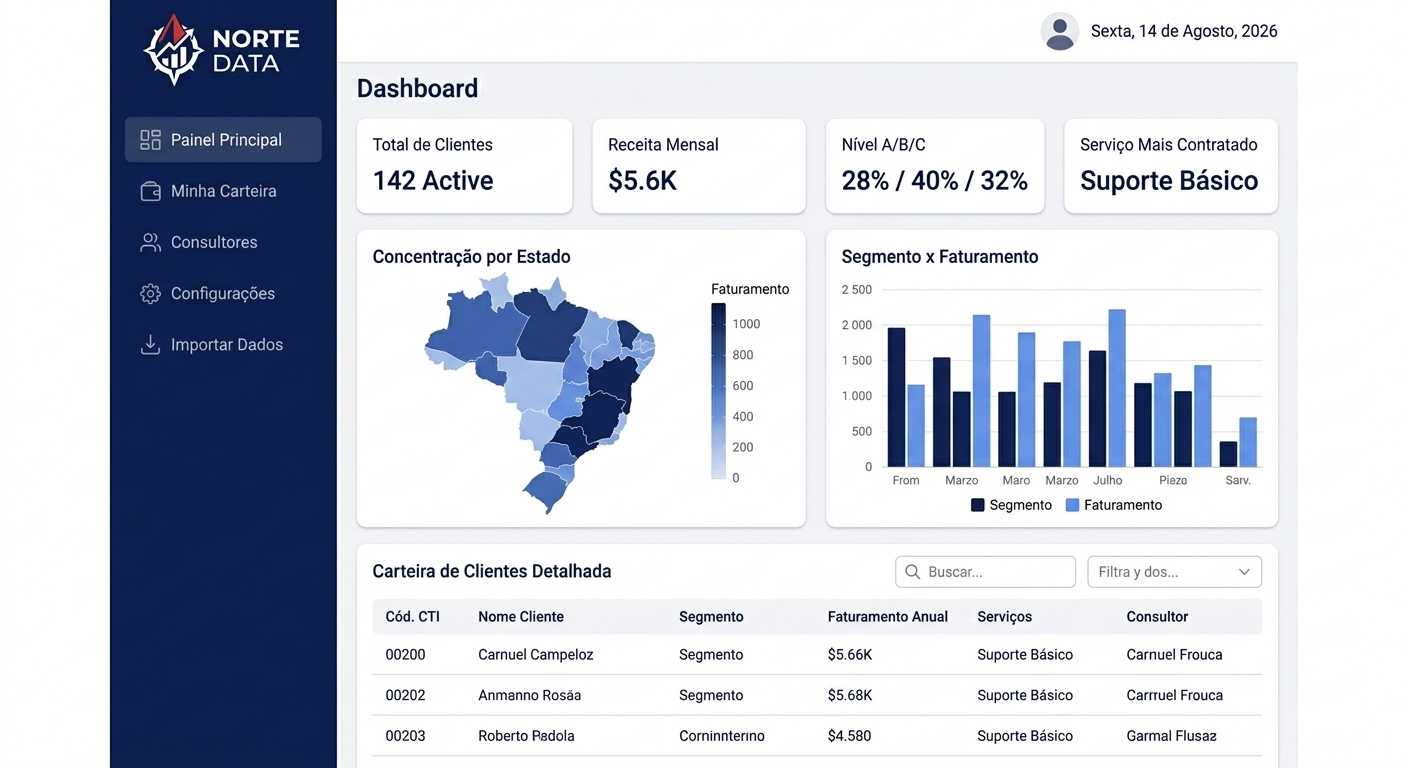 NORTE
DATA
Painel Principal
Minha Carteira
Consultores
Configurações
Importar Dados
Sexta, 14 de Agosto, 2026
Dashboard
Total de Clientes
142 Active
Receita Mensal
$5.6K
Nível A/B/C
28% / 40% / 32%
Serviço Mais Contratado
Suporte Básico
Concentração por Estado
Faturamento
1000
800
600
400
200
0
Segmento x Faturamento
2 500
2 000
1 500
1.000
500
0
From Marzo Maro Marzo Julho Pieza Sarv.
Segmento Faturamento
Carteira de Clientes Detalhada
Buscar...
Filtra y dos...
Cód. CTI Nome Cliente Segmento Faturamento Anual Serviços Consultor
00200 Carnuel Campeloz Segmento $5.66K Suporte Básico Carnuel Frouca
00202 Anmanno Rosãa Segmento $5.68K Suporte Básico Carrruel Frouca
00203 Roberto Padola Corninnterino $4.580 Suporte Básico Garmal Flusaz